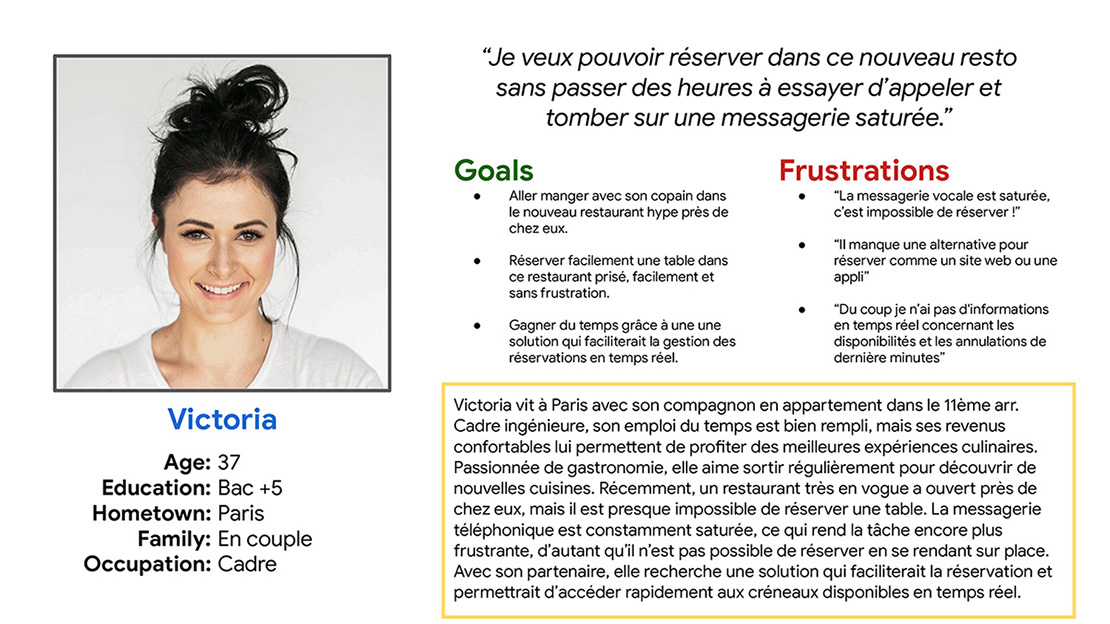 “Je veux pouvoir réserver dans ce nouveau resto
sans passer des heures à essayer d’appeler et
tomber sur une messagerie saturée.”
Goals
● Aller manger avec son copain dans
le nouveau restaurant hype près de
chez eux.
● Réserver facilement une table dans
ce restaurant prisé, facilement et
sans frustration.
● Gagner du temps grâce à une une
solution qui faciliterait la gestion des
réservations en temps réel.
Frustrations
● “La messagerie vocale est saturée,
c’est impossible de réserver !”
● “Il manque une alternative pour
réserver comme un site web ou une
appli”
● “Du coup je n’ai pas d'informations
en temps réel concernant les
disponibilités et les annulations de
dernière minutes”
Victoria
Age: 37
Education: Bac +5
Hometown: Paris
Family: En couple
Occupation: Cadre
Victoria vit à Paris avec son compagnon en appartement dans le 11ème arr.
Cadre ingénieure, son emploi du temps est bien rempli, mais ses revenus
confortables lui permettent de profiter des meilleures expériences culinaires.
Passionnée de gastronomie, elle aime sortir régulièrement pour découvrir de
nouvelles cuisines. Récemment, un restaurant très en vogue a ouvert près de
chez eux, mais il est presque impossible de réserver une table. La messagerie
téléphonique est constamment saturée, ce qui rend la tâche encore plus
frustrante, d’autant qu’il n’est pas possible de réserver en se rendant sur place.
Avec son partenaire, elle recherche une solution qui faciliterait la réservation et
permettrait d’accéder rapidement aux créneaux disponibles en temps réel.